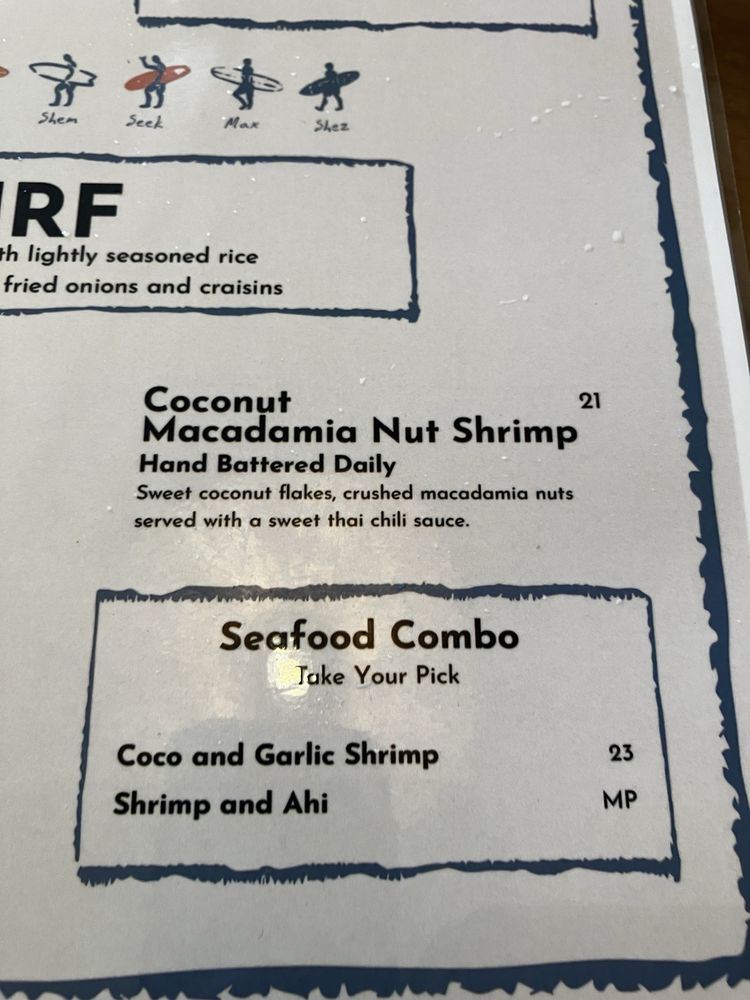 Shem Seek Max Shez
RF
lightly seasoned rice
fried onions and craisins
Coconut 21
Macadamia Nut Shrimp
Hand Battered Daily
Sweet coconut flakes, crushed macadamia nuts
served with a sweet thai chili sauce.
Seafood Combo
Take Your Pick
Coco and Garlic Shrimp 23
Shrimp and Ahi MP